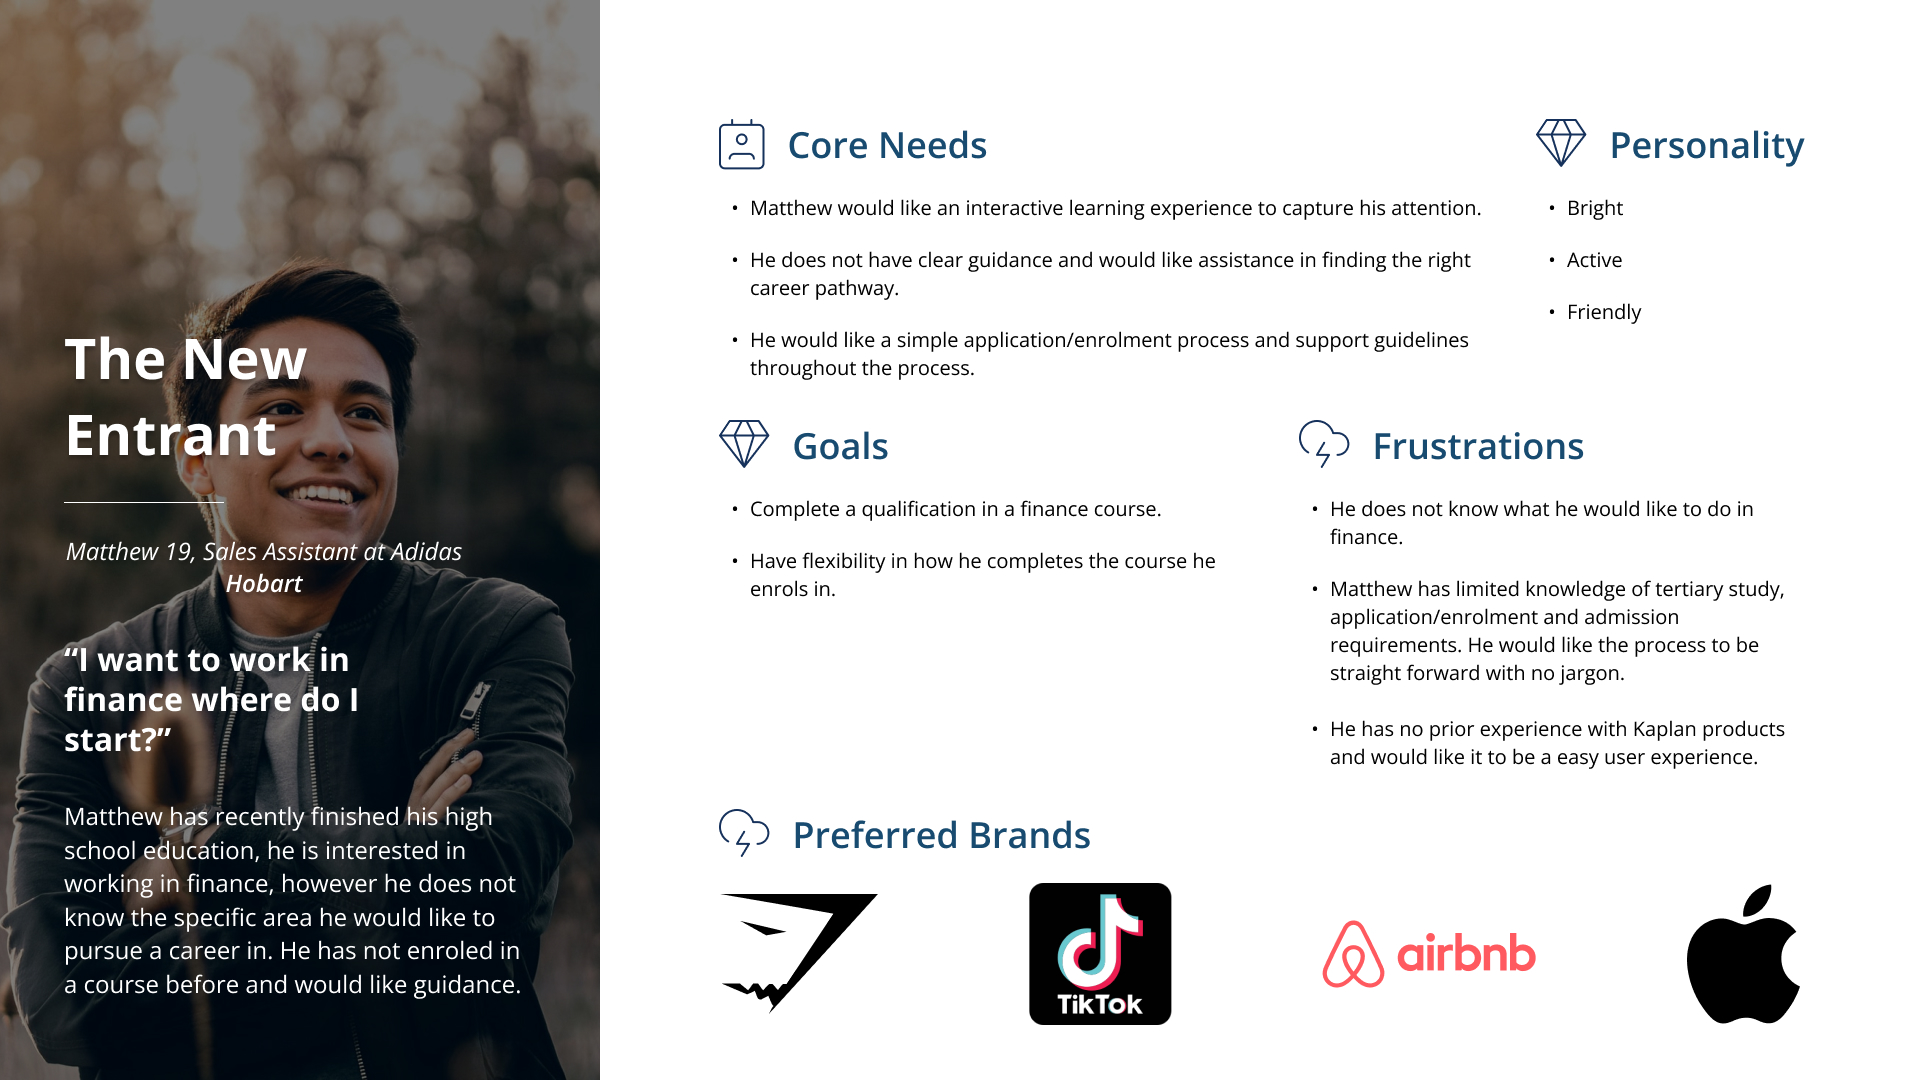 The New
Entrant
Matthew 19, Sales Assistant at Adidas
Hobart
“I want to work in
finance where do I
start?”
Matthew has recently finished his high
school education, he is interested in
working in finance, however he does not
know the specific area he would like to
pursue a career in. He has not enroled in
a course before and would like guidance.
Core Needs
• Matthew would like an interactive learning experience to capture his attention.
• He does not have clear guidance and would like assistance in finding the right
career pathway.
• He would like a simple application/enrolment process and support guidelines
throughout the process.
Personality
• Bright
• Active
• Friendly
Goals
• Complete a qualification in a finance course.
• Have flexibility in how he completes the course he
enrols in.
Frustrations
• He does not know what he would like to do in
finance.
• Matthew has limited knowledge of tertiary study,
application/enrolment and admission
requirements. He would like the process to be
straight forward with no jargon.
• He has no prior experience with Kaplan products
and would like it to be a easy user experience.
Preferred Brands
TikTok
airbnb